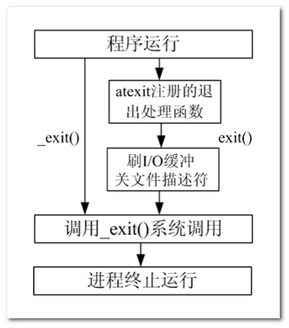 程序运行
atexit注册的退
出处理函数
_exit()
exit()
刷I/O缓冲
关文件描述符
调用_exit()系统调用
进程终止运行